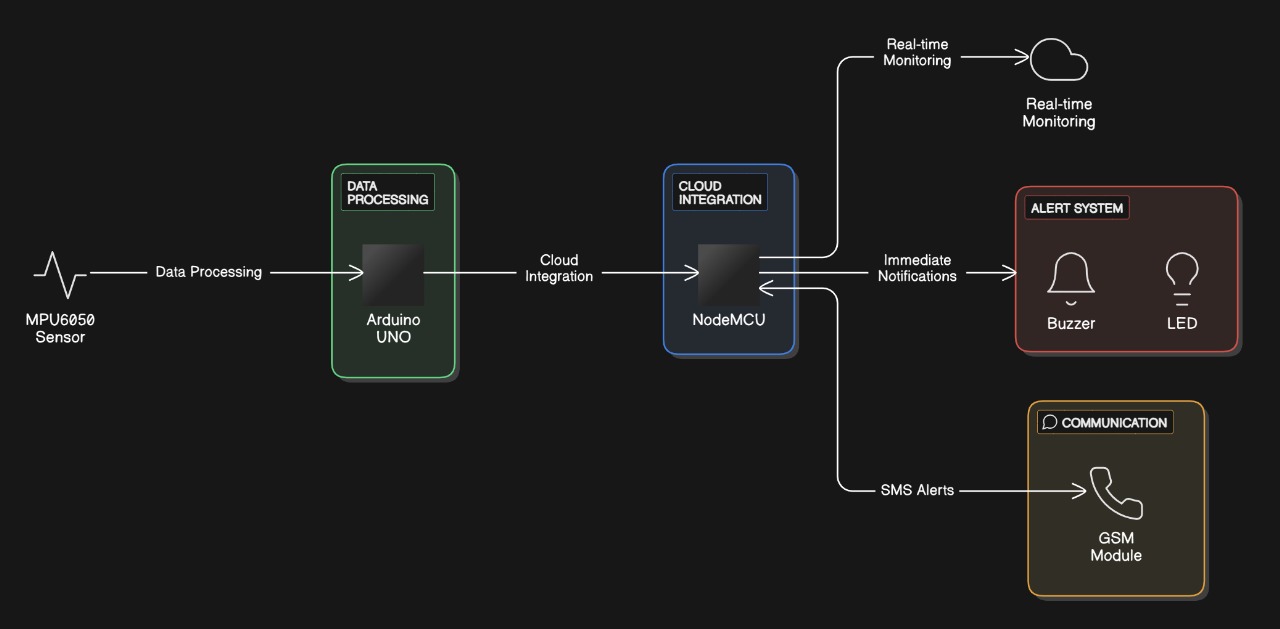 Real-time
Monitoring
Real-time
Monitoring
DATA
PROCESSING
CLOUD
INTEGRATION
ALERT SYSTEM
Data Processing
Cloud
Integration
Immediate
Notifications
MPU6050
Sensor
Arduino
UNO
NodeMCU
Buzzer
LED
COMMUNICATION
SMS Alerts
GSM
Module